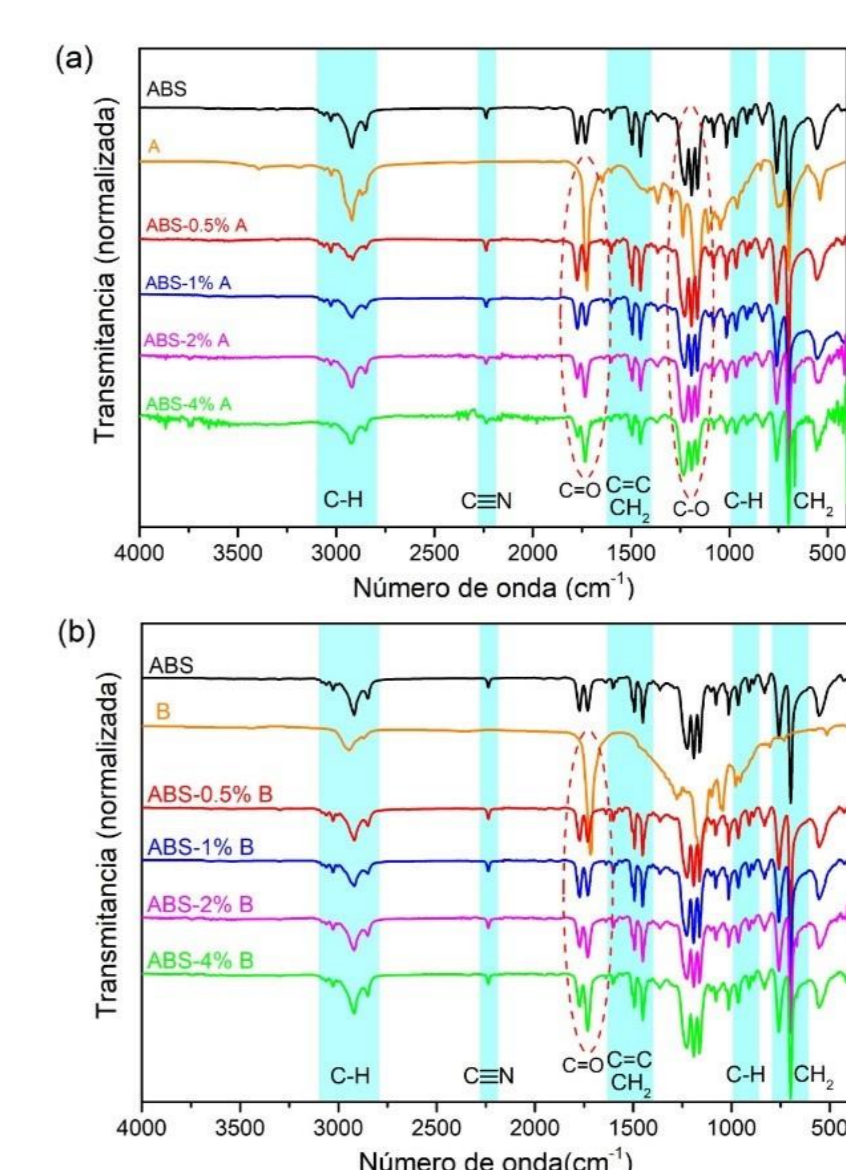 (a)
ABS
A
ABS-0.5% A
ABS-1% A
ABS-2% A
ABS-4% A
C-H
C≡N
C=O
C=C
CH₂
C-O
C-H
CH₂
4000 3500 3000 2500 2000 1500 1000 500
Número de onda (cm⁻¹)
Transmitancia (normalizada)
(b)
ABS
B
ABS-0.5% B
ABS-1% B
ABS-2% B
ABS-4% B
C-H
C≡N
C=O
C=C
CH₂
C-H
CH₂
4000 3500 3000 2500 2000 1500 1000 500
Número de onda(cm⁻¹)
Transmitancia (normalizada)